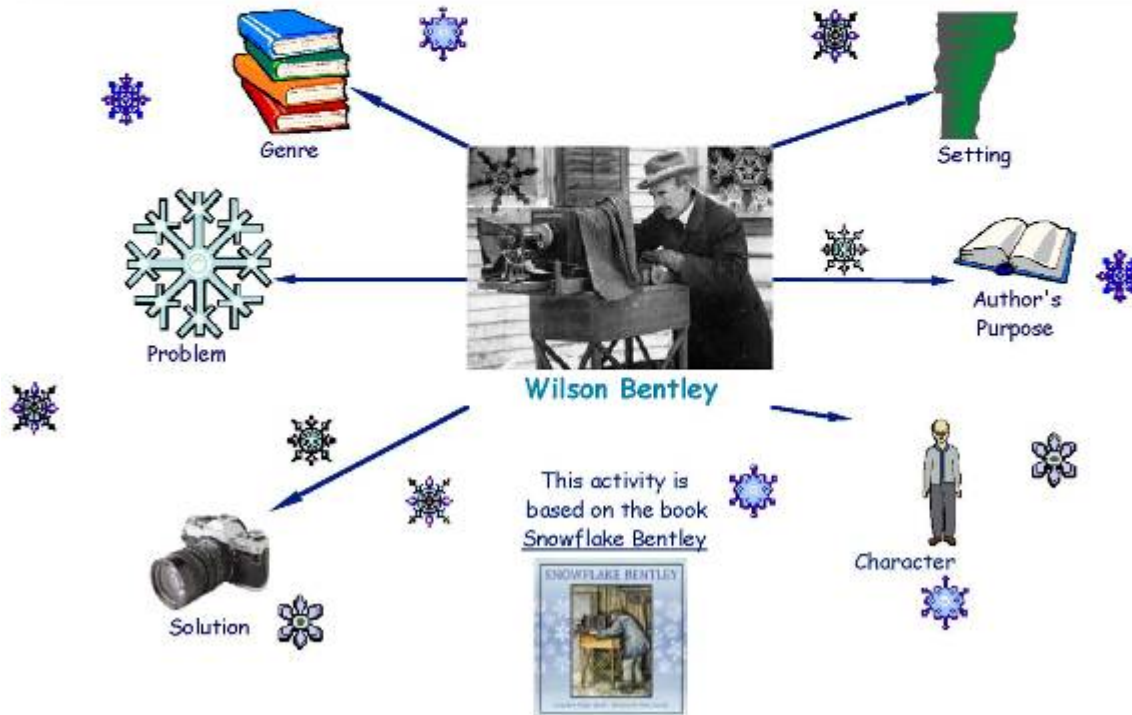 Genre
Setting
Problem
Author's
Purpose
Wilson Bentley
This activity is
based on the book
Snowflake Bentley
Character
Solution
SNOWFLAKE BENTLEY